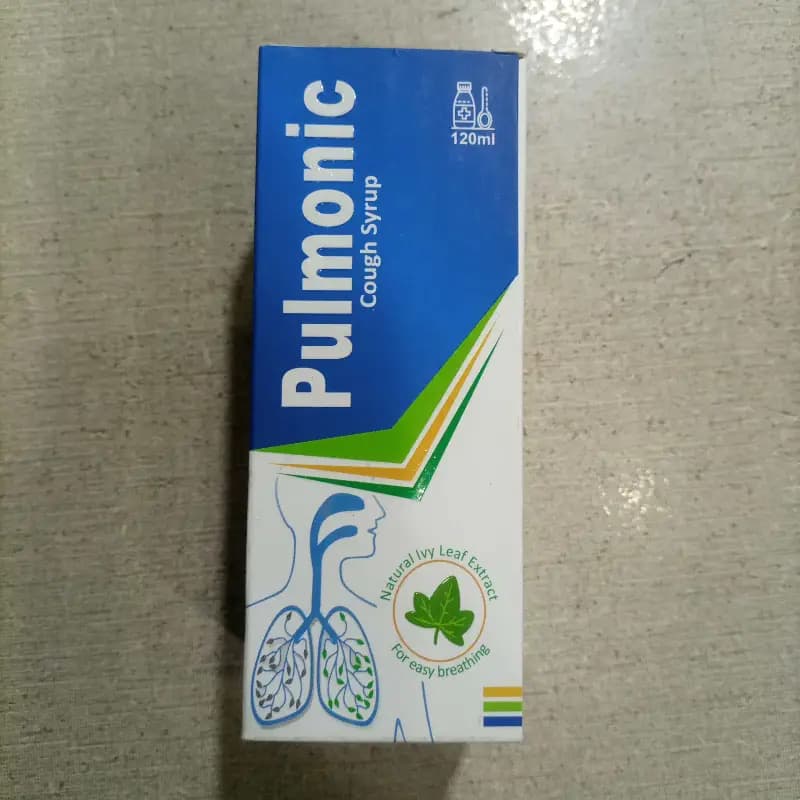 Pulmonic
Cough Syrup
120ml
Natural Ivy Leaf Extract
For easy breathing